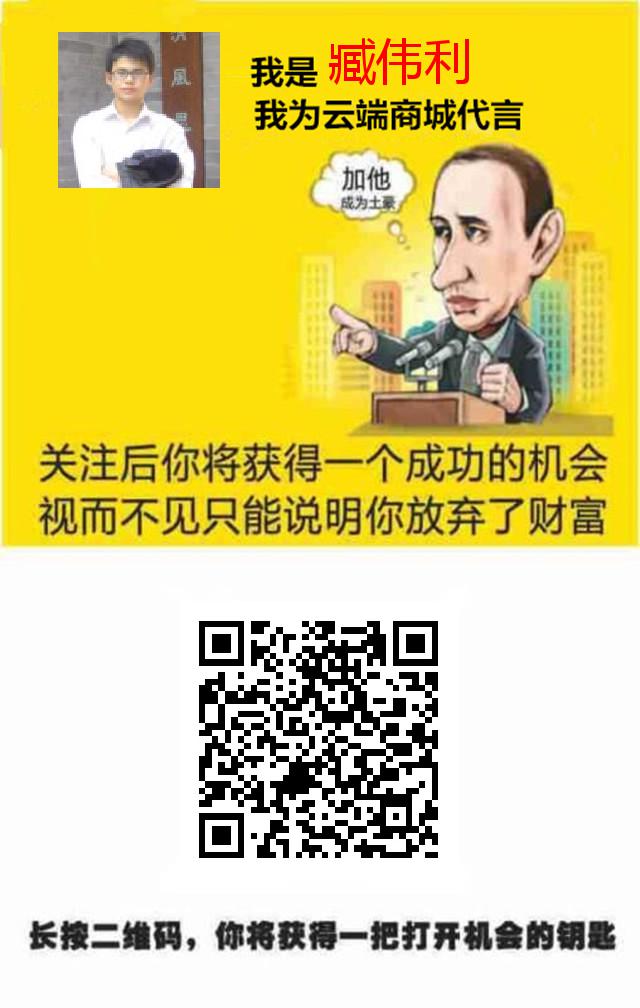 我是 臧伟利
我为云端商城代言
加他
成为土豪
关注后你将获得一个成功的机会
视而不见只能说明你放弃了财富
长按二维码，你将获得一把打开机会的钥匙